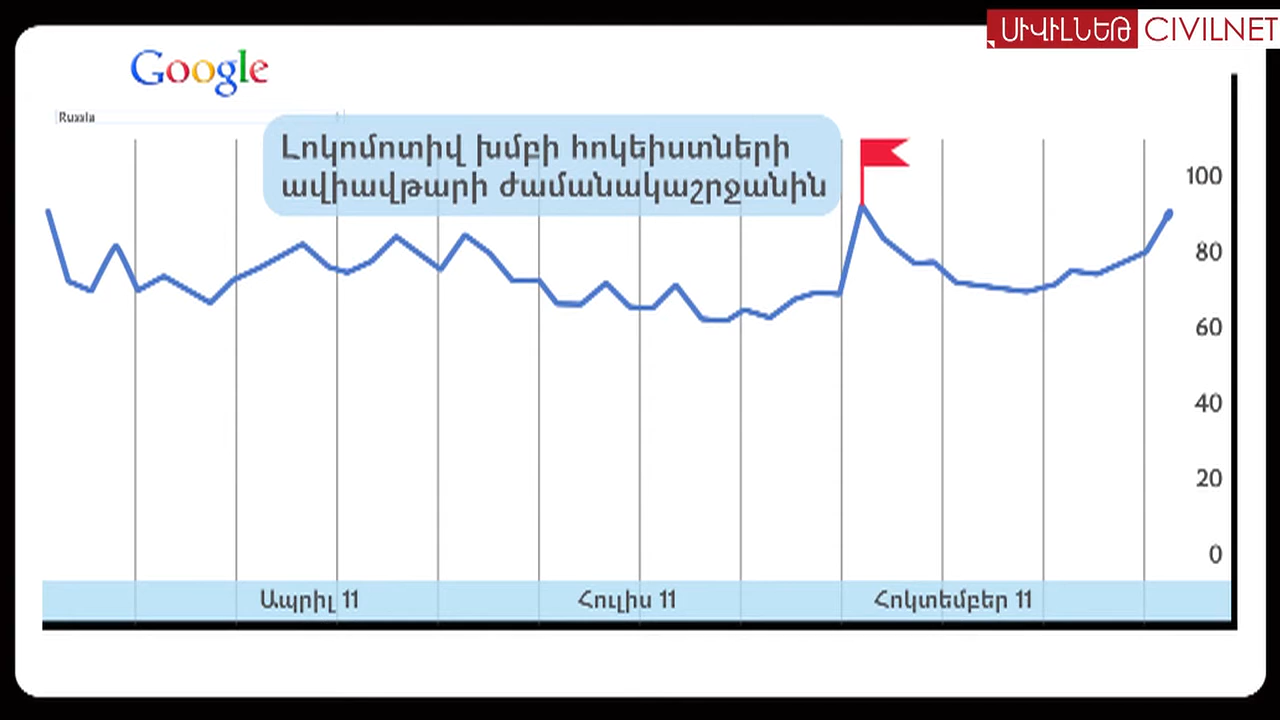 ՍԻՎԻԼՆԵԹ CIVILNET
Google
Russia
Լոկոմոտիվ խմբի հոկեիստների
ավիավթարի ժամանակաշրջանին
100
80
60
40
20
0
Ապրիլ 11
Հուլիս 11
Հոկտեմբեր 11